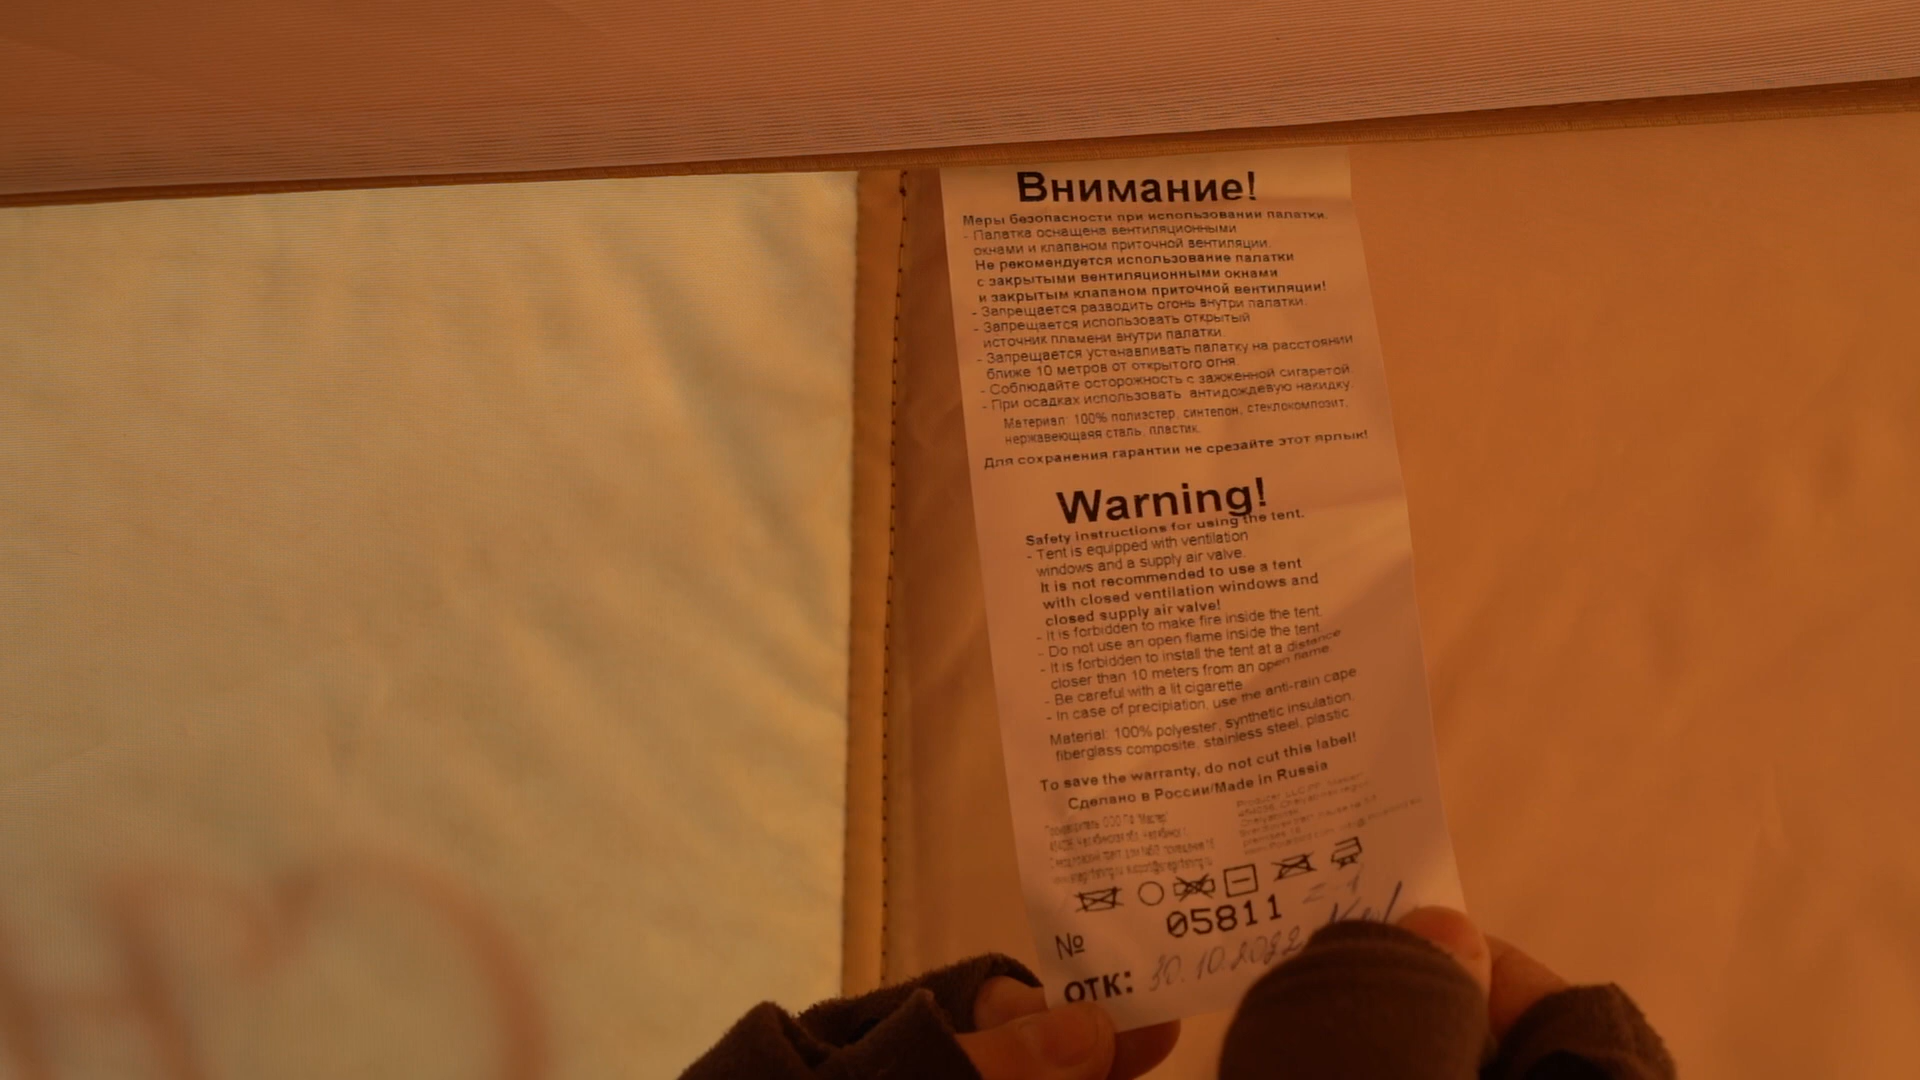 Внимание!
Меры безопасности при использовании палатки.
- Палатка оснащена вентиляционными
окнами и клапаном приточной вентиляции.
Не рекомендуется использование палатки
с закрытыми вентиляционными окнами
и закрытым клапаном приточной вентиляции!
- Запрещается разводить огонь внутри палатки.
- Запрещается использовать открытый
источник пламени внутри палатки.
- Запрещается устанавливать палатку на расстоянии
ближе 10 метров от открытого огня.
- Соблюдайте осторожность с зажженной сигаретой.
- При осадках использовать антидождевую накидку.
Материал: 100% полиэстер, синтепон, стеклокомпозит,
нержавеющаяя сталь, пластик.
Для сохранения гарантии не срезайте этот ярлык!
Warning!
Safety instructions for using the tent.
- Tent is equipped with ventilation
windows and a supply air valve.
It is not recommended to use a tent
with closed ventilation windows and
closed supply air valve!
- It is forbidden to make fire inside the tent.
- Do not use an open flame inside the tent.
- It is forbidden to install the tent at a distance
closer than 10 meters from an open flame.
- Be careful with a lit cigarette
- In case of precipiation, use the anti-rain cape
Material: 100% polyester, synthetic insulation,
fiberglass composite, stainless steel, plastic
To save the warranty, do not cut this label!
Сделано в России/Made in Russia
№ 05811
ОТК: 30.10.2022